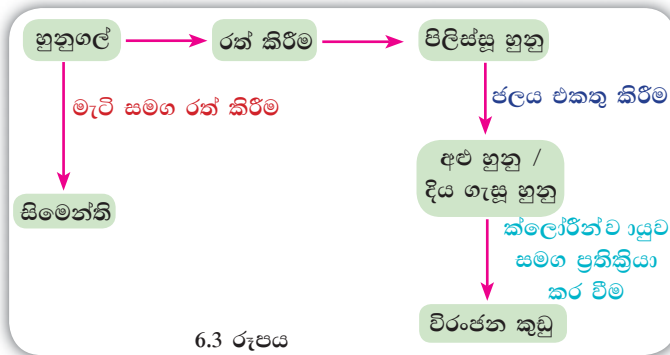 හුනුගල්
රත් කිරීම
පිලිස්සූ හුනු
මැටි සමග රත් කිරීම
ජලය එකතු කිරීම
අළු හුනු /
දිය ගැසූ හුනු
සිමෙන්ති
ක්ලෝරීන්ව ායුව
සමග ප්‍රතික්‍රියා
කර වීම
විරංජන කුඩු
6.3 රූපය